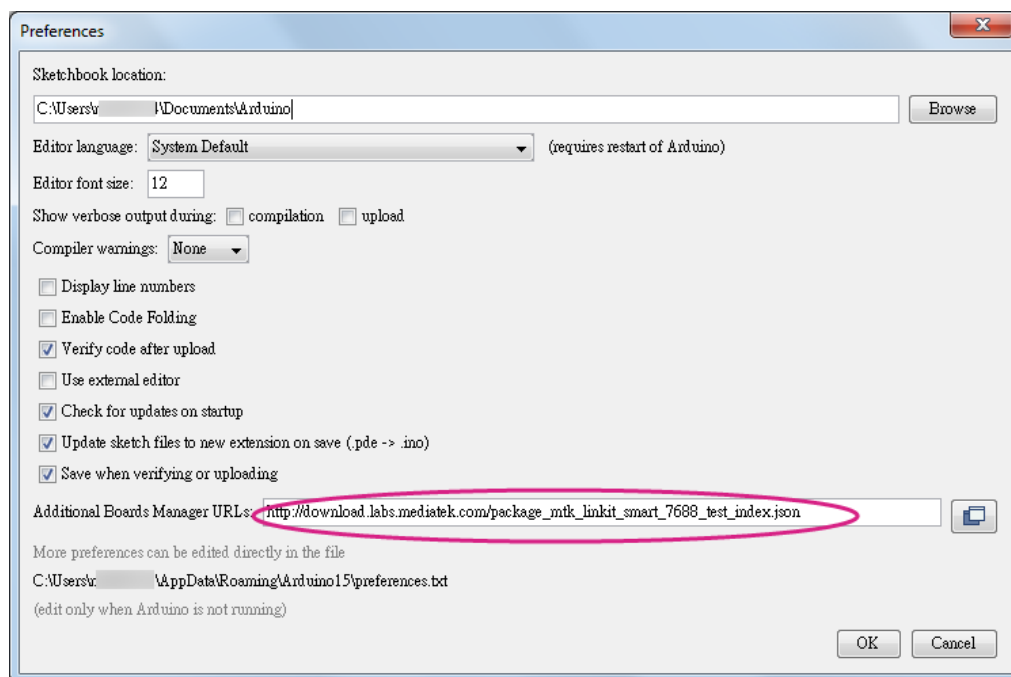 Preferences
Sketchbook location:
C:\Users\ \Documents\Arduino
Browse
Editor language: System Default (requires restart of Arduino)
Editor font size: 12
Show verbose output during: compilation upload
Compiler warnings: None
Display line numbers
Enable Code Folding
Verify code after upload
Use external editor
Check for updates on startup
Update sketch files to new extension on save (.pde -> .ino)
Save when verifying or uploading
Additional Boards Manager URLs: http://download.labs.mediatek.com/package_mtk_linkit_smart_7688_test_index.json
More preferences can be edited directly in the file
C:\Users\ \AppData\Roaming\Arduino15\preferences.txt
(edit only when Arduino is not running)
OK Cancel